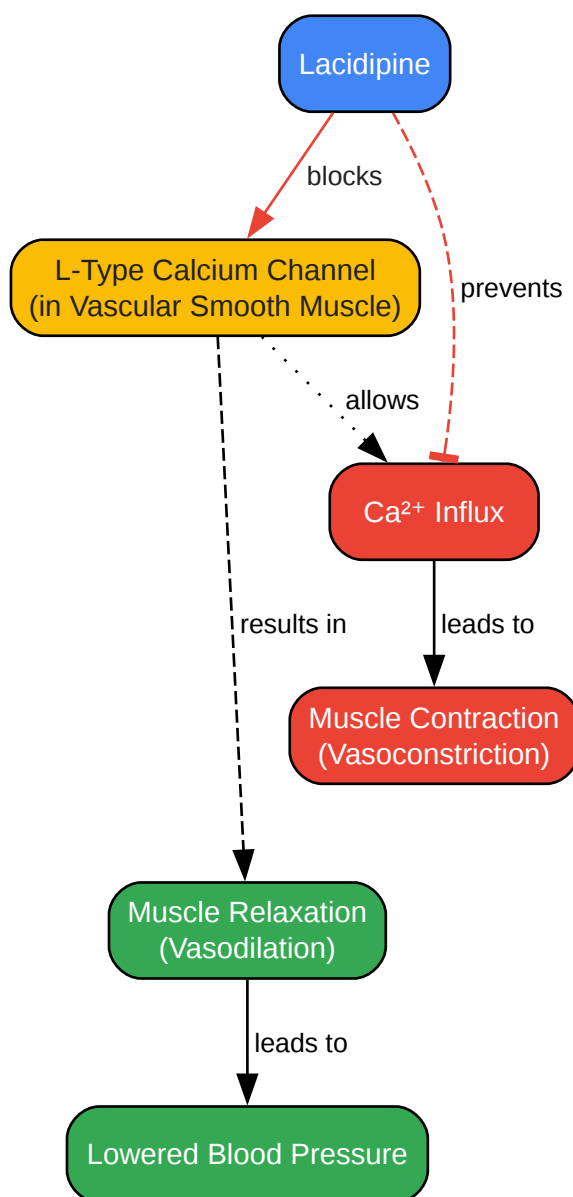 Lacidipine
blocks
L-Type Calcium Channel
(in Vascular Smooth Muscle)
prevents
allows
Ca²⁺ Influx
results in
leads to
Muscle Contraction
(Vasoconstriction)
Muscle Relaxation
(Vasodilation)
leads to
Lowered Blood Pressure